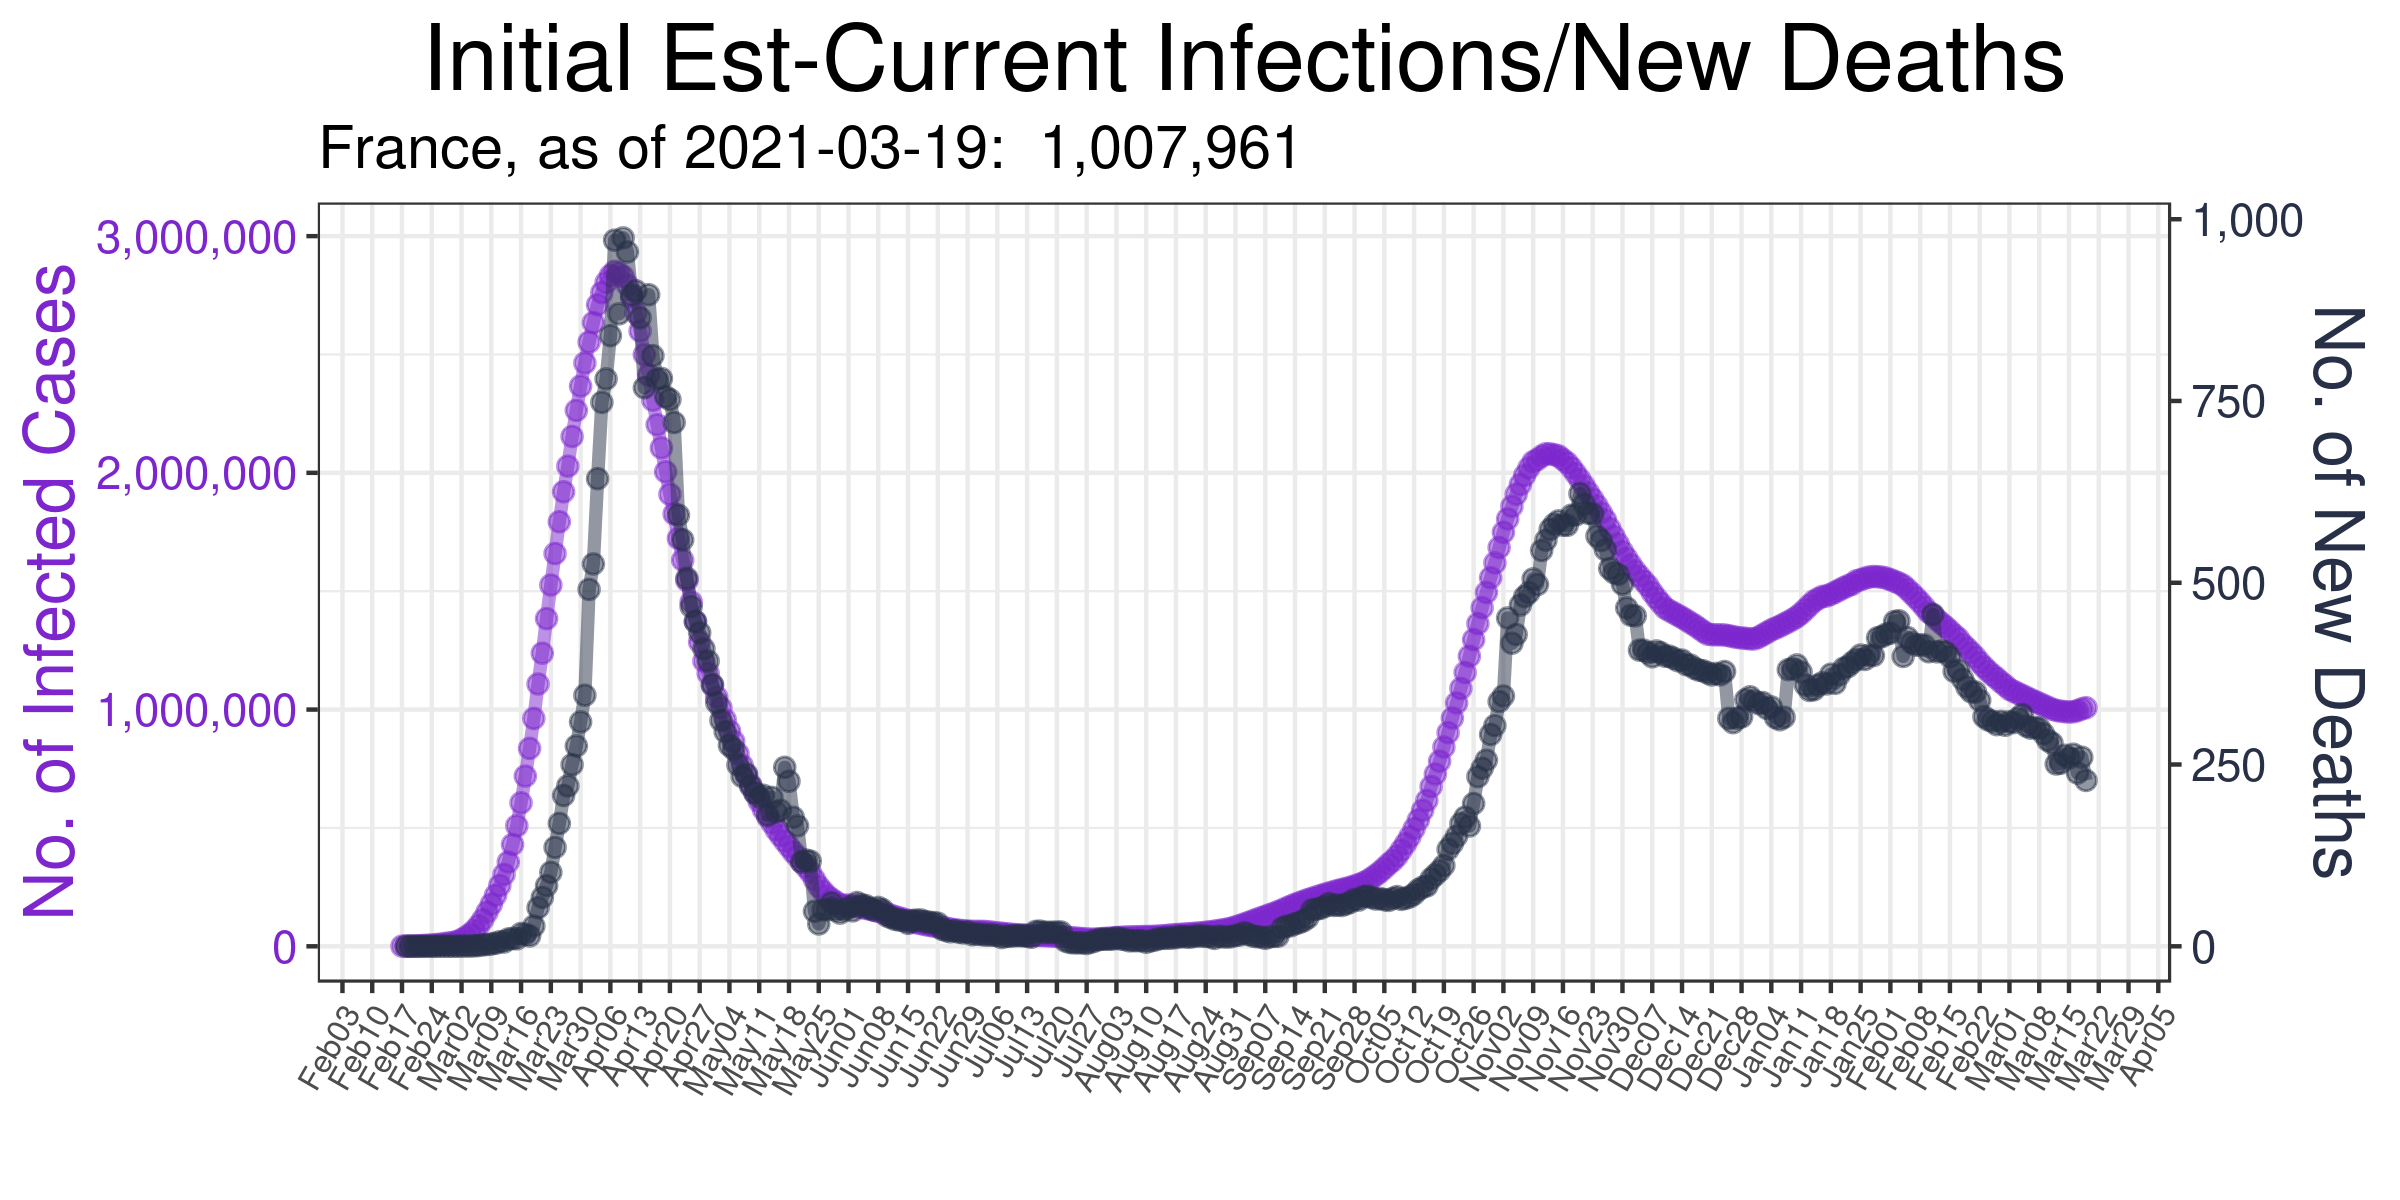 Initial Est-Current Infections/New Deaths
France, as of 2021-03-19:  1,007,961
No. of Infected Cases
3,000,000
2,000,000
1,000,000
0
1,000
750
500
250
0
No. of New Deaths
Feb03
Feb10
Feb17
Feb24
Mar02
Mar09
Mar16
Mar23
Mar30
Apr06
Apr13
Apr20
Apr27
May04
May11
May18
May25
Jun01
Jun08
Jun15
Jun22
Jun29
Jul06
Jul13
Jul20
Jul27
Aug03
Aug10
Aug17
Aug24
Aug31
Sep07
Sep14
Sep21
Sep28
Oct05
Oct12
Oct19
Oct26
Nov02
Nov09
Nov16
Nov23
Nov30
Dec07
Dec14
Dec21
Dec28
Jan04
Jan11
Jan18
Jan25
Feb01
Feb08
Feb15
Feb22
Mar01
Mar08
Mar15
Mar22
Mar29
Apr05